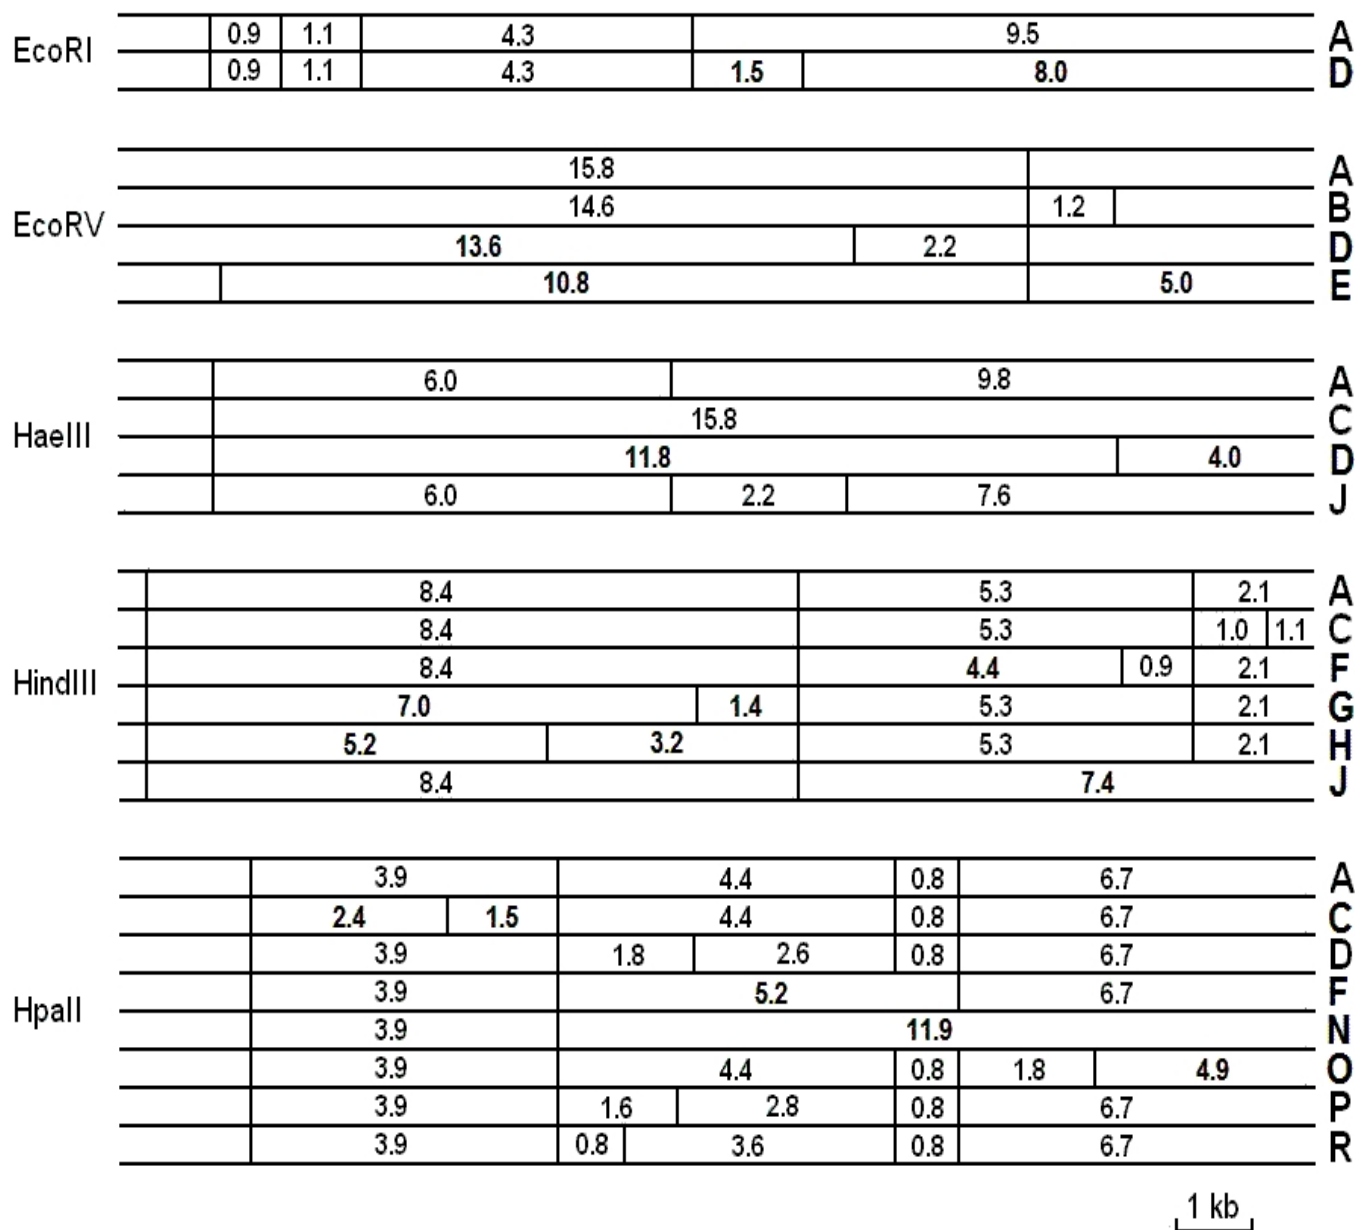 EcoRI
0.9 1.1 4.3 9.5 A
0.9 1.1 4.3 1.5 8.0 D
EcoRV
15.8 A
14.6 1.2 B
13.6 2.2 D
10.8 5.0 E
HaeIII
6.0 9.8 A
15.8 C
11.8 4.0 D
6.0 2.2 7.6 J
HindIII
8.4 5.3 2.1 A
8.4 5.3 1.0 1.1 C
8.4 4.4 0.9 2.1 F
7.0 1.4 5.3 2.1 G
5.2 3.2 5.3 2.1 H
8.4 7.4 J
HpaII
3.9 4.4 0.8 6.7 A
2.4 1.5 4.4 0.8 6.7 C
3.9 1.8 2.6 0.8 6.7 D
3.9 5.2 6.7 F
3.9 11.9 N
3.9 4.4 0.8 1.8 4.9 O
3.9 1.6 2.8 0.8 6.7 P
3.9 0.8 3.6 0.8 6.7 R
1 kb